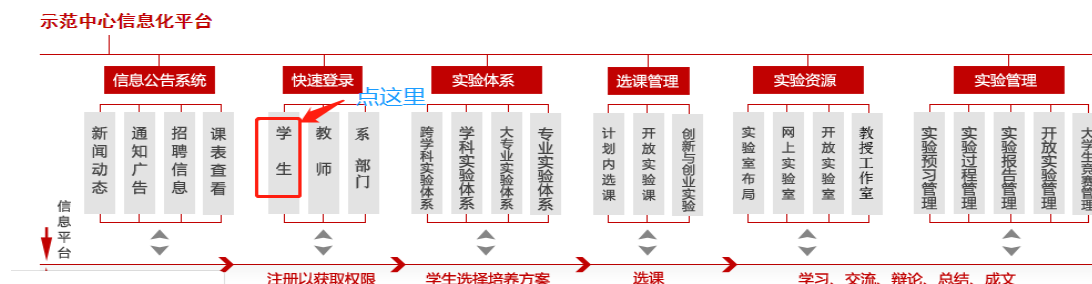 示范中心信息化平台
信息公告系统
快速登录
实验体系
选课管理
实验资源
实验管理
点这里
新闻动态
通知广告
招聘信息
课表查看
学生
教师
系部门
跨学科实验体系
学科实验体系
大专业实验体系
专业实验体系
计划内选课
开放实验课
创新与创业实验
实验室布局
网上实验室
开放实验室
教授工作室
实验预习管理
实验过程管理
实验报告管理
开放实验管理
大学生竞赛管理
信息平台
注册以获取权限
学生选择培养方案
选课
学习、交流、辩论、总结、成文